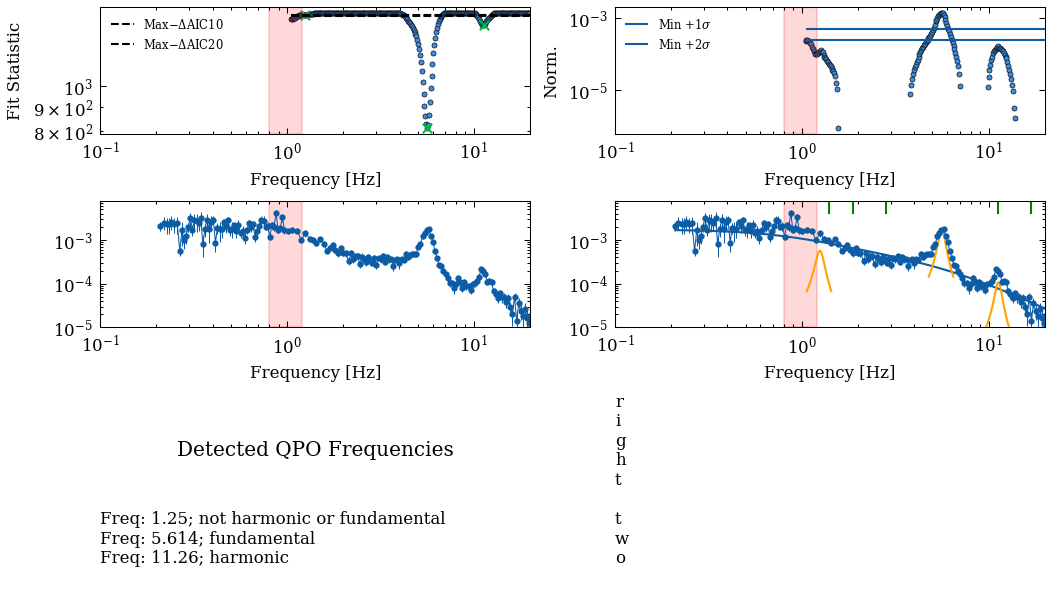 Max−ΔAIC10
Max−ΔAIC20
Fit Statistic
10³
9 × 10²
8 × 10²
10⁻¹ 10⁰ 10¹
Frequency [Hz]
Min +1σ
Min +2σ
Norm.
10⁻³
10⁻⁵
10⁻¹ 10⁰ 10¹
Frequency [Hz]
10⁻³
10⁻⁴
10⁻⁵
10⁻¹ 10⁰ 10¹
Frequency [Hz]
10⁻³
10⁻⁴
10⁻⁵
10⁻¹ 10⁰ 10¹
Frequency [Hz]
Detected QPO Frequencies
Freq: 1.25; not harmonic or fundamental
Freq: 5.614; fundamental
Freq: 11.26; harmonic
r
i
g
h
t
t
w
o